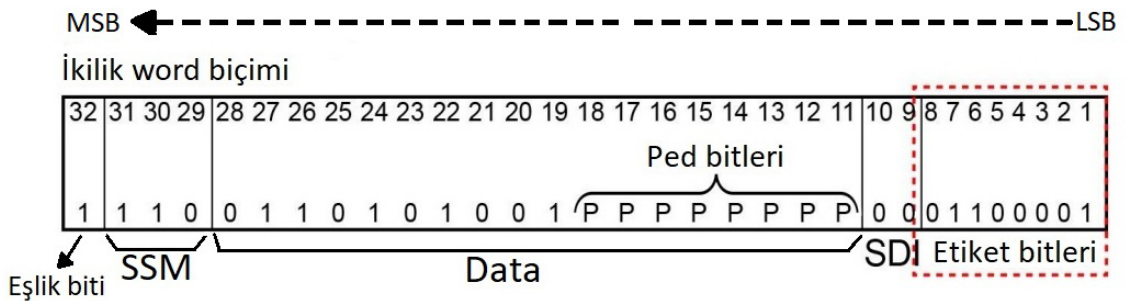 MSB LSB
İkilik word biçimi
32 31 30 29 28 27 26 25 24 23 22 21 20 19 18 17 16 15 14 13 12 11 10 9 8 7 6 5 4 3 2 1
Ped bitleri
1 1 1 0 0 1 1 0 1 0 1 0 0 1 P P P P P P P P 0 0 0 1 1 0 0 0 0 1
Eşlik biti SSM Data SDI Etiket bitleri